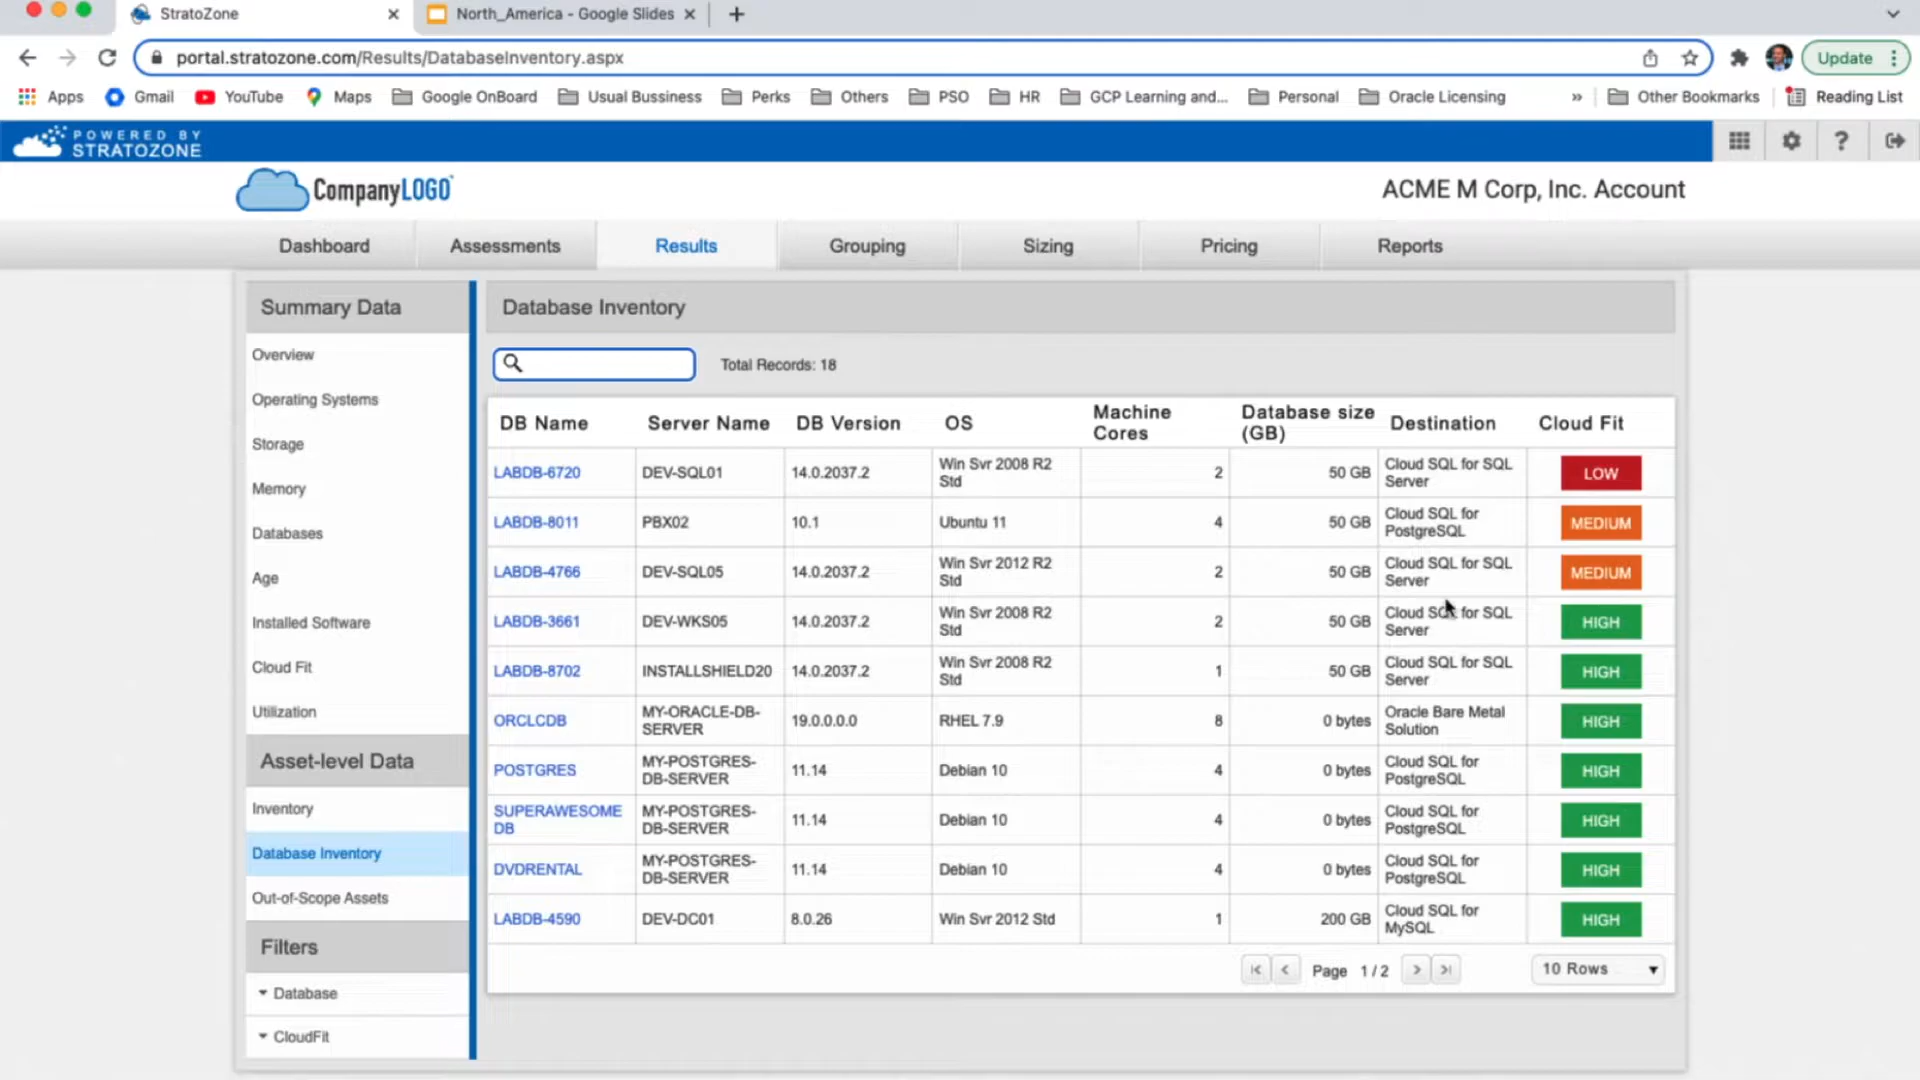 StratoZone
North_America - Google Slides
portal.stratozone.com/Results/DatabaseInventory.aspx
Update
Apps
Gmail
YouTube
Maps
Google OnBoard
Usual Bussiness
Perks
Others
PSO
HR
GCP Learning and...
Personal
Oracle Licensing
»
Other Bookmarks
Reading List
POWERED BY
STRATOZONE
?
CompanyLOGO
ACME M Corp, Inc. Account
Dashboard
Assessments
Results
Grouping
Sizing
Pricing
Reports
Summary Data
Overview
Operating Systems
Storage
Memory
Databases
Age
Installed Software
Cloud Fit
Utilization
Asset-level Data
Inventory
Database Inventory
Out-of-Scope Assets
Filters
Database
CloudFit
Database Inventory
Total Records: 18
DB Name
Server Name
DB Version
OS
Machine
Cores
Database size
(GB)
Destination
Cloud Fit
LABDB-6720
DEV-SQL01
14.0.2037.2
Win Svr 2008 R2
Std
2
50 GB
Cloud SQL for SQL
Server
LOW
LABDB-8011
PBX02
10.1
Ubuntu 11
4
50 GB
Cloud SQL for
PostgreSQL
MEDIUM
LABDB-4766
DEV-SQL05
14.0.2037.2
Win Svr 2012 R2
Std
2
50 GB
Cloud SQL for SQL
Server
MEDIUM
LABDB-3661
DEV-WKS05
14.0.2037.2
Win Svr 2008 R2
Std
2
50 GB
Cloud SQL for SQL
Server
HIGH
LABDB-8702
INSTALLSHIELD20
14.0.2037.2
Win Svr 2008 R2
Std
1
50 GB
Cloud SQL for SQL
Server
HIGH
ORCLCDB
MY-ORACLE-DB-
SERVER
19.0.0.0.0
RHEL 7.9
8
0 bytes
Oracle Bare Metal
Solution
HIGH
POSTGRES
MY-POSTGRES-
DB-SERVER
11.14
Debian 10
4
0 bytes
Cloud SQL for
PostgreSQL
HIGH
SUPERAWESOME
DB
MY-POSTGRES-
DB-SERVER
11.14
Debian 10
4
0 bytes
Cloud SQL for
PostgreSQL
HIGH
DVDRENTAL
MY-POSTGRES-
DB-SERVER
11.14
Debian 10
4
0 bytes
Cloud SQL for
PostgreSQL
HIGH
LABDB-4590
DEV-DC01
8.0.26
Win Svr 2012 Std
1
200 GB
Cloud SQL for
MySQL
HIGH
Page 1/2
10 Rows